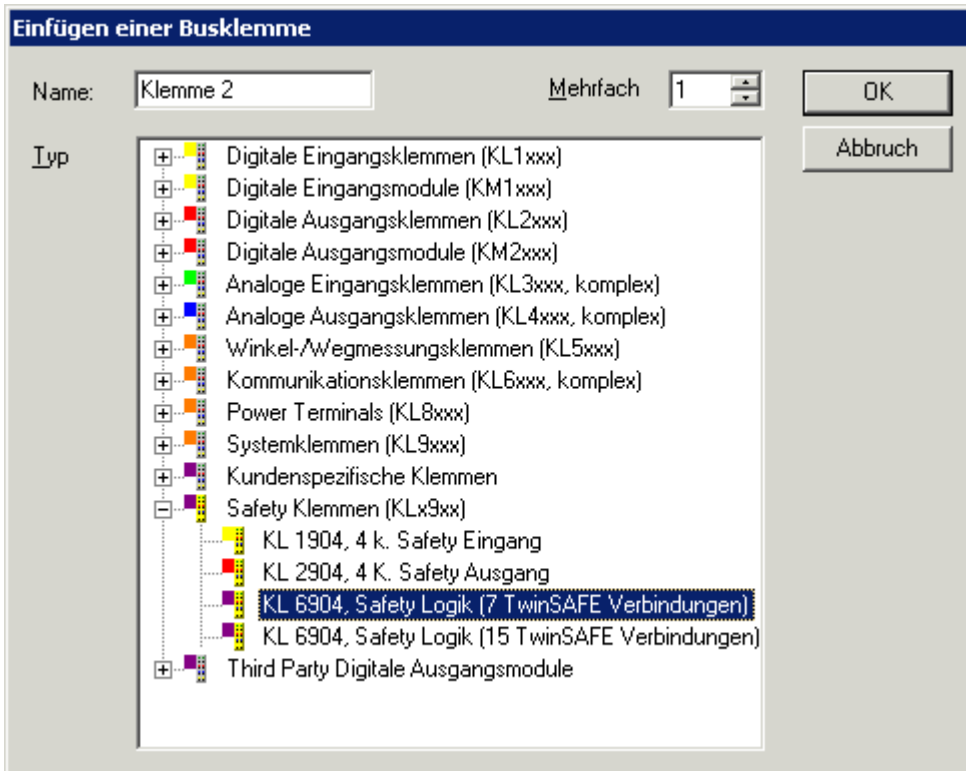 Einfügen einer Busklemme
Name: Klemme 2 Mehrfach 1 OK
Typ Abbruch
Digitale Eingangsklemmen (KL1xxx)
Digitale Eingangsmodule (KM1xxx)
Digitale Ausgangsklemmen (KL2xxx)
Digitale Ausgangsmodule (KM2xxx)
Analoge Eingangsklemmen (KL3xxx, komplex)
Analoge Ausgangsklemmen (KL4xxx, komplex)
Winkel-/Wegmessungsklemmen (KL5xxx)
Kommunikationsklemmen (KL6xxx, komplex)
Power Terminals (KL8xxx)
Systemklemmen (KL9xxx)
Kundenspezifische Klemmen
Safety Klemmen (KLx9xx)
KL 1904, 4 k. Safety Eingang
KL 2904, 4 K. Safety Ausgang
KL 6904, Safety Logik (7 TwinSAFE Verbindungen)
KL 6904, Safety Logik (15 TwinSAFE Verbindungen)
Third Party Digitale Ausgangsmodule